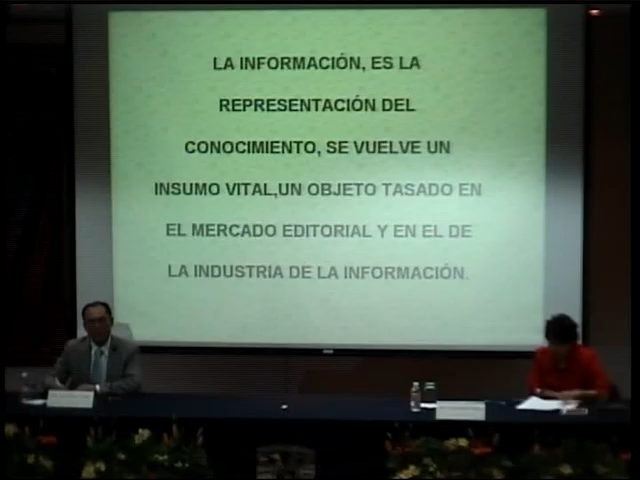 LA INFORMACIÓN, ES LA
REPRESENTACIÓN DEL
CONOCIMIENTO, SE VUELVE UN
INSUMO VITAL,UN OBJETO TASADO EN
EL MERCADO EDITORIAL Y EN EL DE
LA INDUSTRIA DE LA INFORMACIÓN.